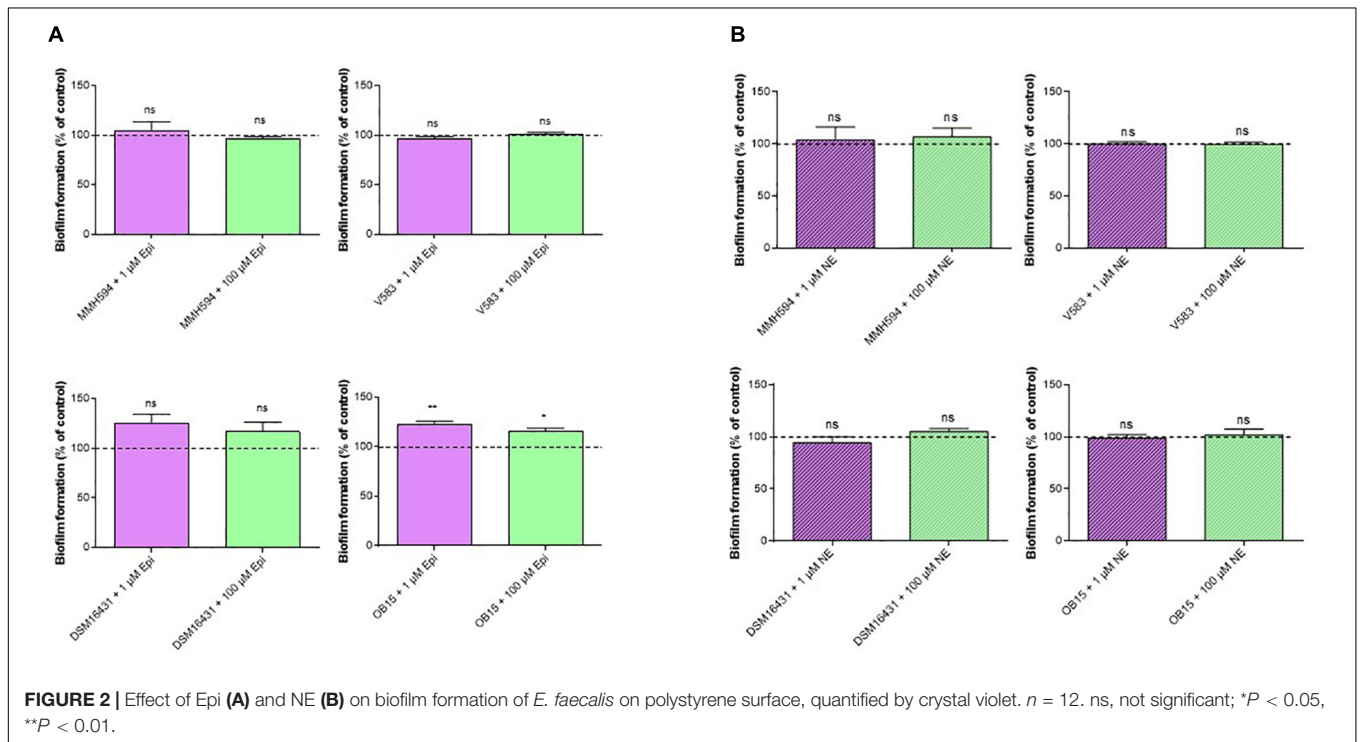 A
B
Biofilm formation (% of control)
150
100
50
0
ns
ns
MMH594 + 1 µM Epi
MMH594 + 100 µM Epi
Biofilm formation (% of control)
150
100
50
0
ns
ns
V583 + 1 µM Epi
V583 + 100 µM Epi
Biofilm formation (% of control)
150
100
50
0
ns
ns
MMH594 + 1 µM NE
MMH594 + 100 µM NE
Biofilm formation (% of control)
150
100
50
0
ns
ns
V583 + 1 µM NE
V583 + 100 µM NE
Biofilm formation (% of control)
150
100
50
0
ns
ns
DSM16431 + 1 µM Epi
DSM16431 + 100 µM Epi
Biofilm formation (% of control)
150
100
50
0
**
*
OB15 + 1 µM Epi
OB15 + 100 µM Epi
Biofilm formation (% of control)
150
100
50
0
ns
ns
DSM16431 + 1 µM NE
DSM16431 + 100 µM NE
Biofilm formation (% of control)
150
100
50
0
ns
ns
OB15 + 1 µM NE
OB15 + 100 µM NE
FIGURE 2 | Effect of Epi (A) and NE (B) on biofilm formation of E. faecalis on polystyrene surface, quantified by crystal violet. n = 12. ns, not significant; *P < 0.05,
**P < 0.01.